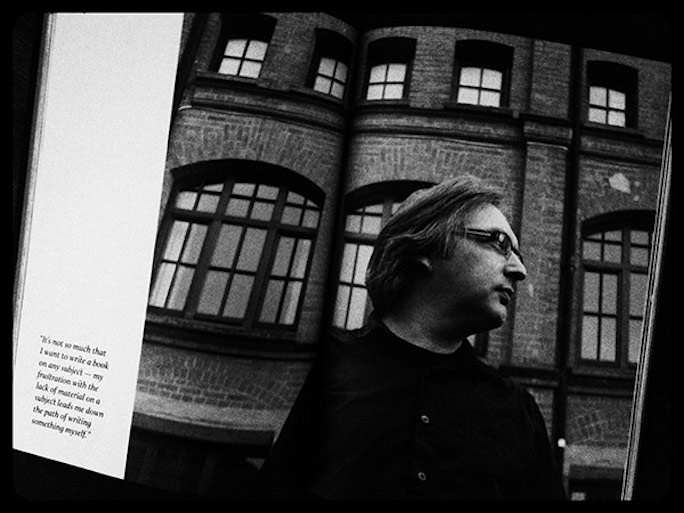 "It's not so much that
I want to write a book
on any subject — my
frustration with the
lack of material on a
subject leads me down
the path of writing
something myself."